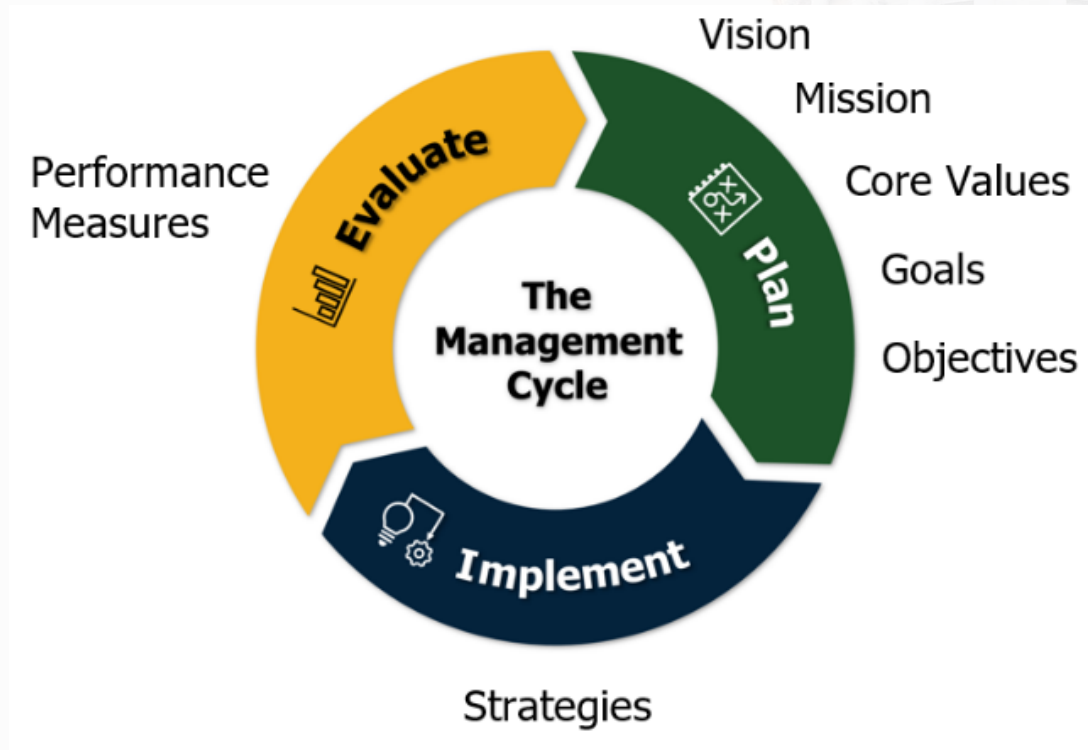 Vision
Mission
Core Values
Goals
Objectives
Performance
Measures
Evaluate
Plan
The
Management
Cycle
Implement
Strategies